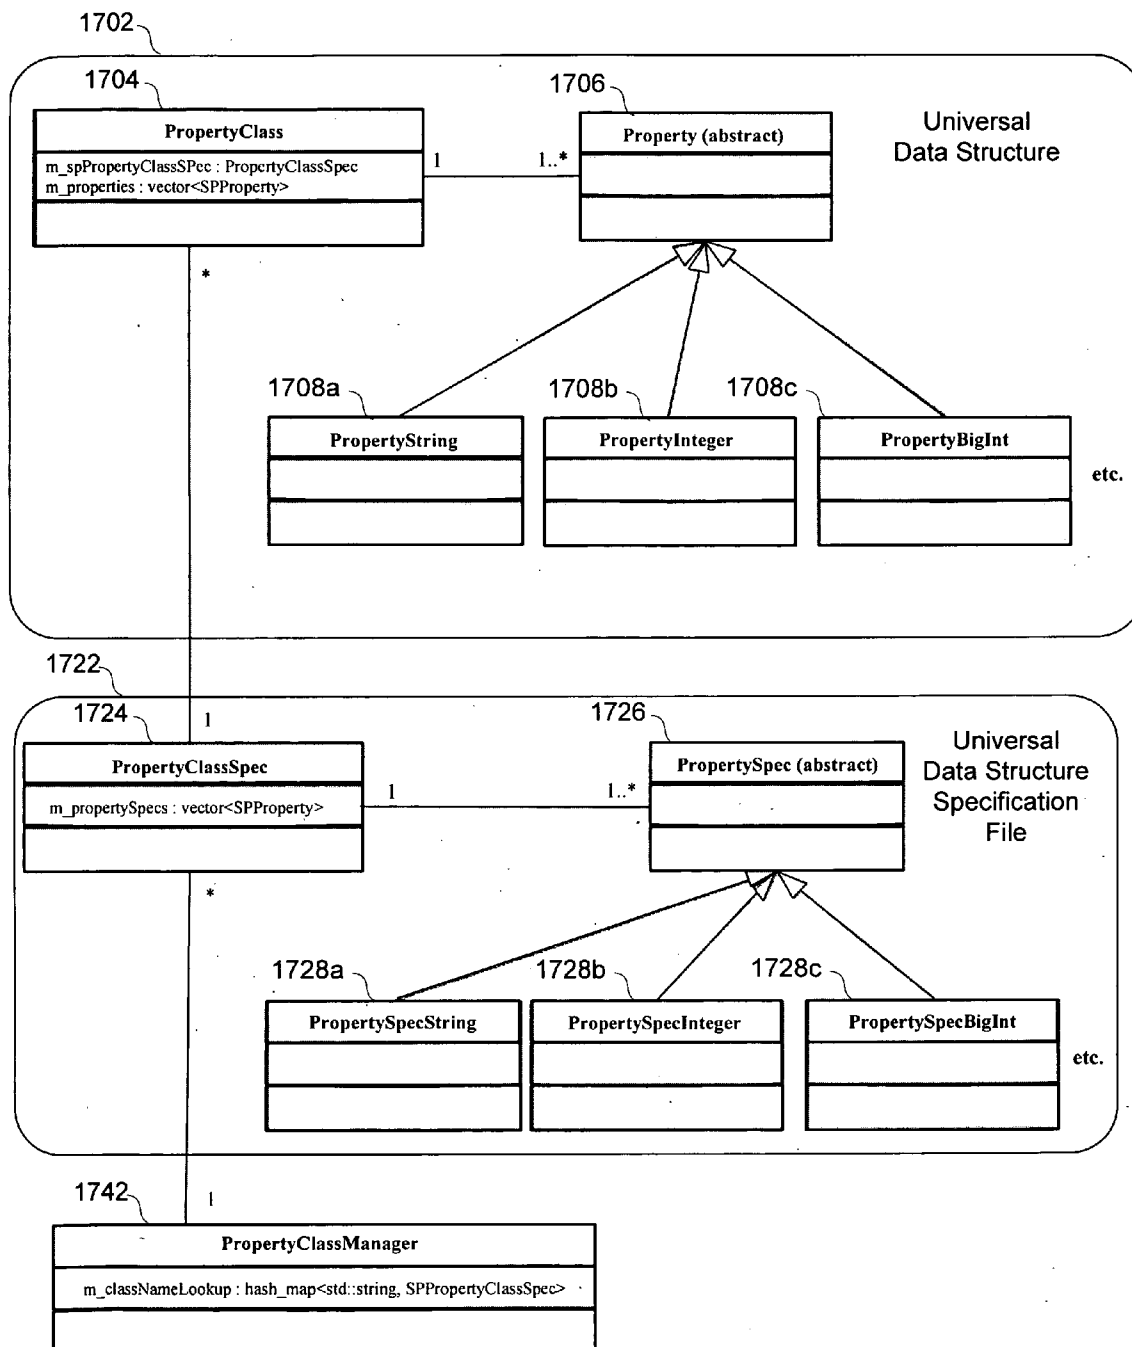 1702
1704
1706
PropertyClass
m_spPropertyClassSPec : PropertyClassSpec
m_properties : vector<SPProperty>
1
1..*
Property (abstract)
Universal
Data Structure
*
1708a
1708b
1708c
PropertyString
PropertyInteger
PropertyBigInt
etc.
1722
1724
1
1726
PropertyClassSpec
m_propertySpecs : vector<SPProperty>
1
1..*
PropertySpec (abstract)
Universal
Data Structure
Specification
File
*
1728a
1728b
1728c
PropertySpecString
PropertySpecInteger
PropertySpecBigInt
etc.
1742
1
PropertyClassManager
m_classNameLookup : hash_map<std::string, SPPropertyClassSpec>